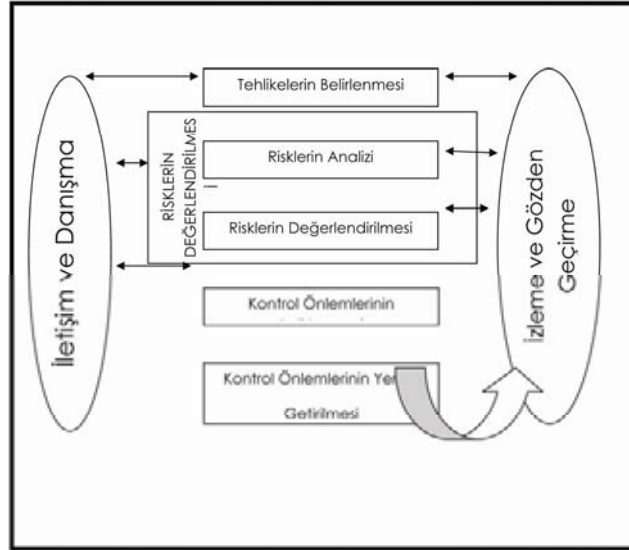 Tehlikelerin Belirlenmesi
RİSKLERİN
DEĞERLENDİRİLMES
İ
Risklerin Analizi
Risklerin Değerlendirilmesi
Kontrol Önlemlerinin
Kontrol Önlemlerinin Yer
Getirilmesi
İletişim ve Danışma
İzleme ve Gözden
Geçirme